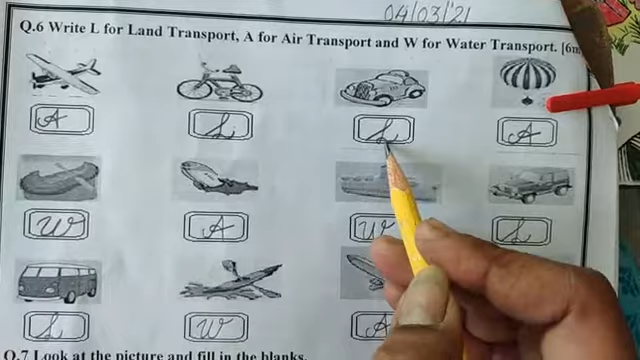 04/03/'21
Q.6 Write L for Land Transport, A for Air Transport and W for Water Transport. [6m
A L L A
W A W L
L W A
Q.7 Look at the picture and fill in the blanks.